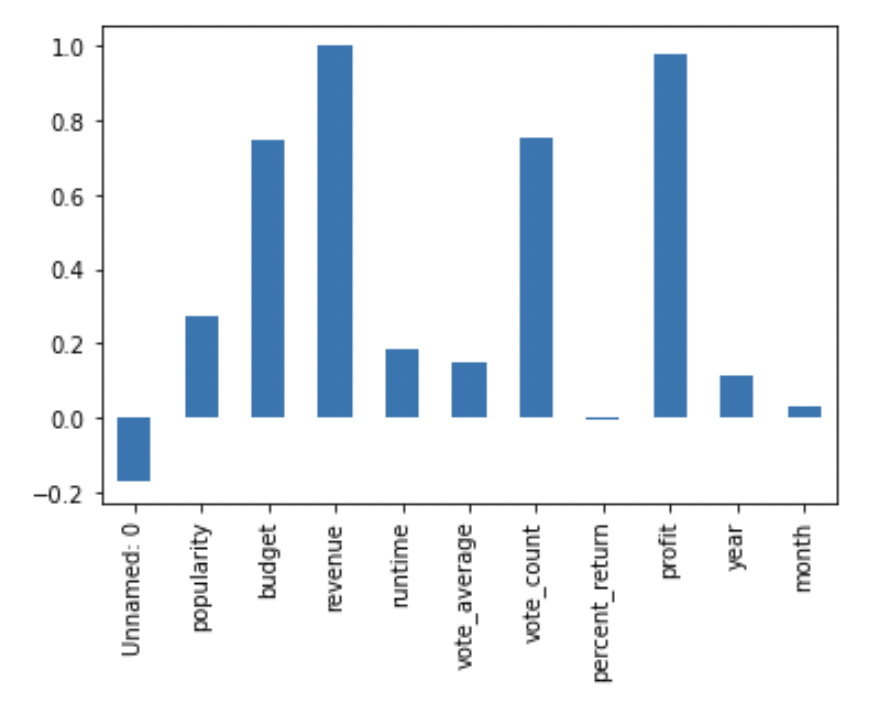 1.0
0.8
0.6
0.4
0.2
0.0
−0.2
Unnamed: 0
popularity
budget
revenue
runtime
vote_average
vote_count
percent_return
profit
year
month